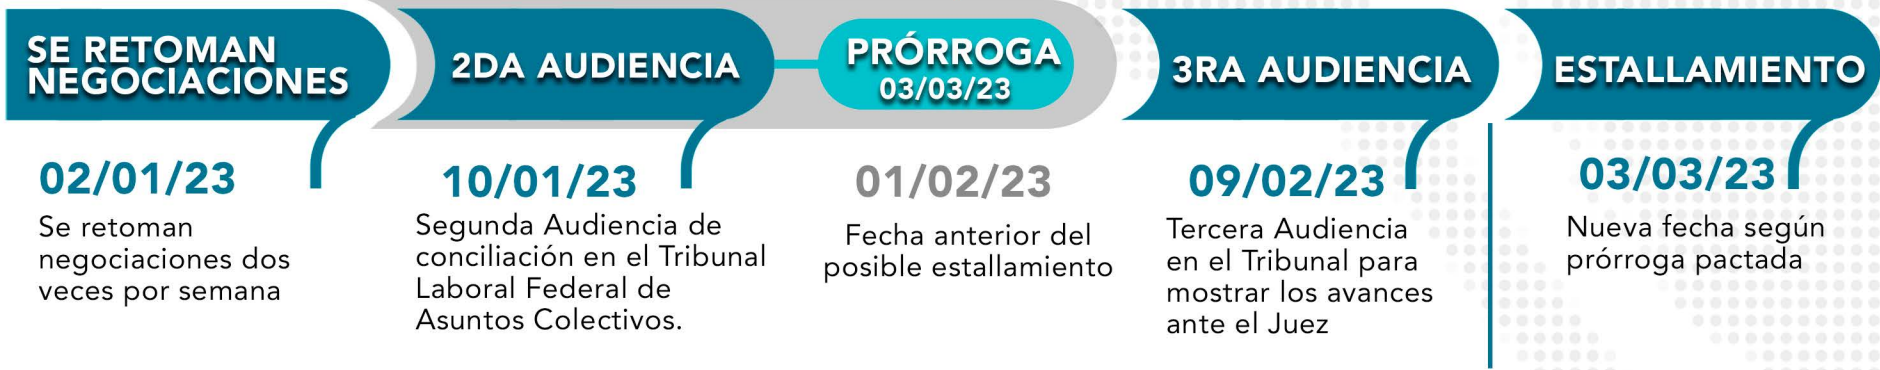 SE RETOMAN
NEGOCIACIONES
02/01/23
Se retoman
negociaciones dos
veces por semana
2DA AUDIENCIA
10/01/23
Segunda Audiencia de
conciliación en el Tribunal
Laboral Federal de
Asuntos Colectivos.
PRÓRROGA
03/03/23
01/02/23
Fecha anterior del
posible estallamiento
3RA AUDIENCIA
09/02/23
Tercera Audiencia
en el Tribunal para
mostrar los avances
ante el Juez
ESTALLAMIENTO
03/03/23
Nueva fecha según
prórroga pactada